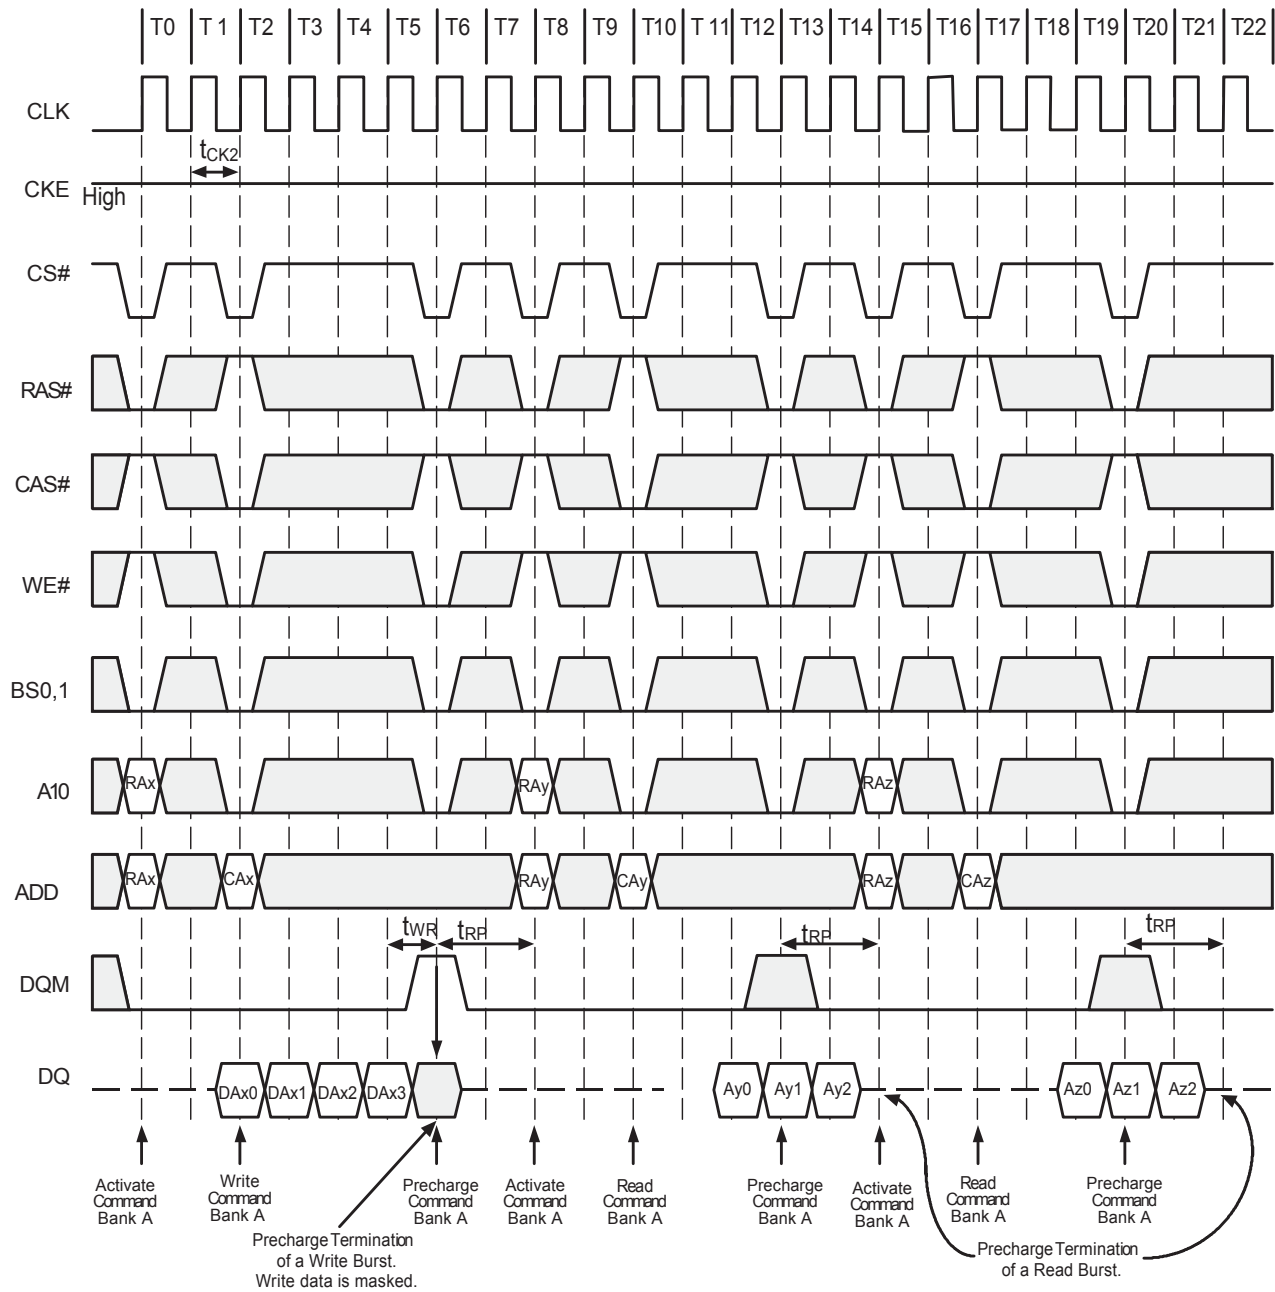 T0 T 1 T2 T3 T4 T5 T6 T7 T8 T9 T10 T 11 T12 T13 T14 T15 T16 T17 T18 T19 T20 T21 T22
CLK
tCK2
CKE High
CS#
RAS#
CAS#
WE#
BS0,1
A10 RAx RAy RAz
ADD RAx CAx RAy CAy RAz CAz
tWR tRP tRP tRP
DQM
DQ DAx0 DAx1 DAx2 DAx3 Ay0 Ay1 Ay2 Az0 Az1 Az2
Activate
Command
Bank A
Write
Command
Bank A
Precharge
Command
Bank A
Activate
Command
Bank A
Read
Command
Bank A
Precharge
Command
Bank A
Activate
Command
Bank A
Read
Command
Bank A
Precharge
Command
Bank A
Precharge Termination
of a Write Burst.
Write data is masked.
Precharge Termination
of a Read Burst.